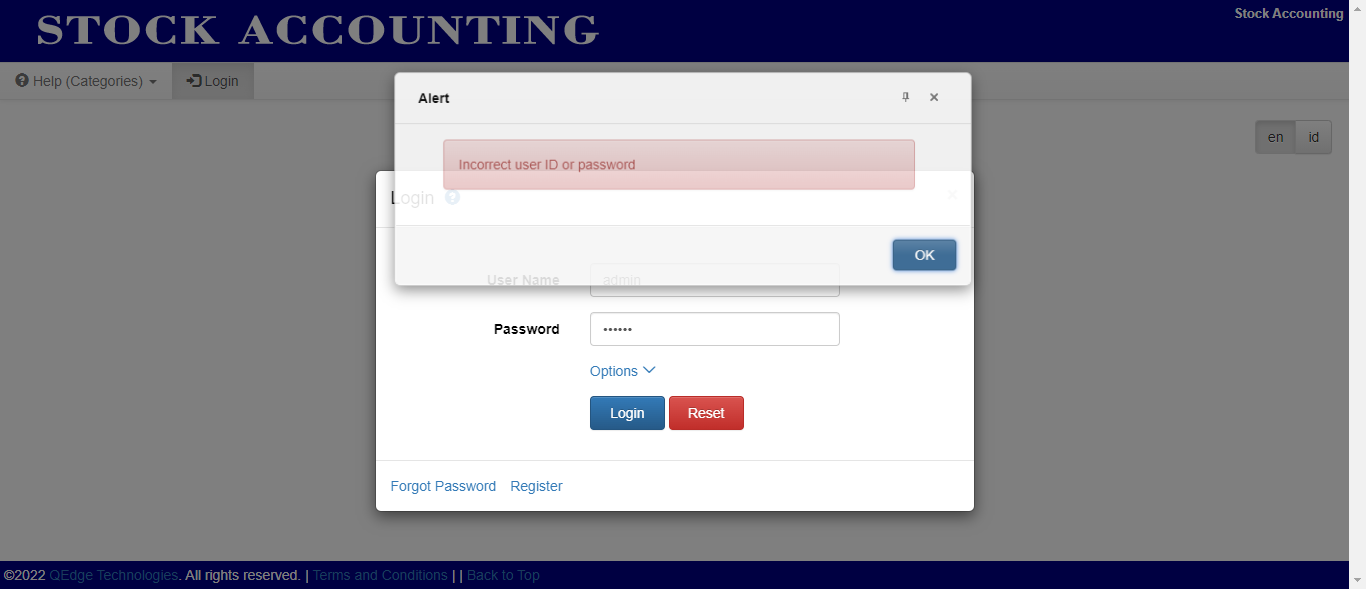 STOCK ACCOUNTING
Stock Accounting
Help (Categories)
Login
en
id
Alert
×
Incorrect user ID or password
Login
×
OK
User Name
admin
Password
••••••
Options
Login
Reset
Forgot Password Register
©2022 QEdge Technologies. All rights reserved. | Terms and Conditions | | Back to Top